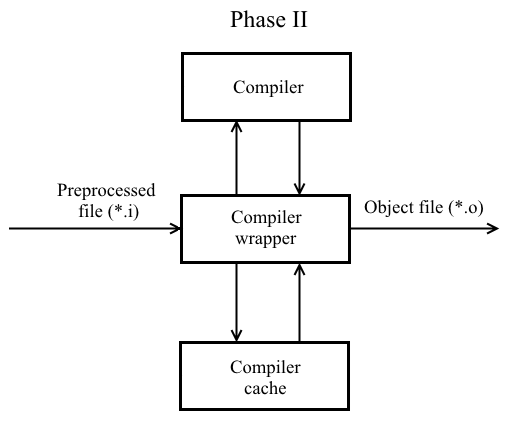 Phase II
Compiler
Preprocessed
file (*.i)
Compiler
wrapper
Object file (*.o)
Compiler
cache